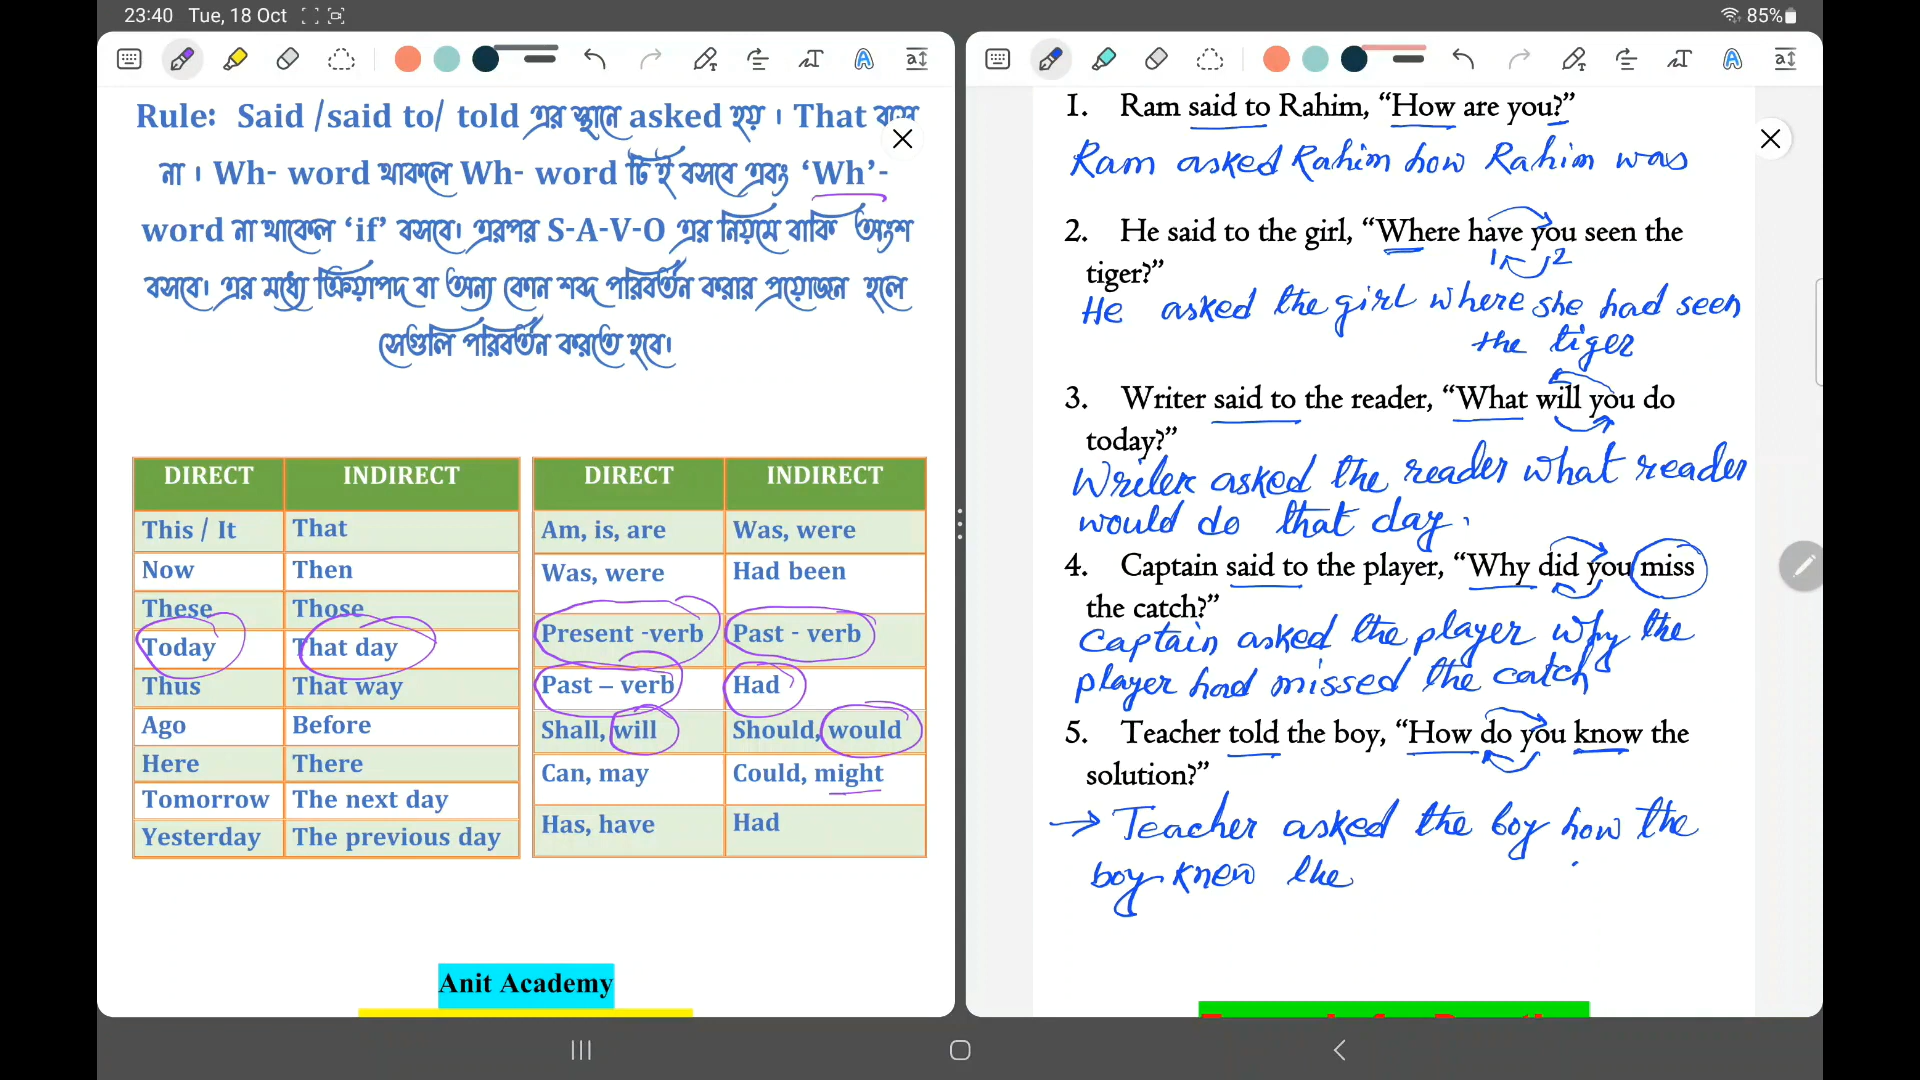 23:40 Tue, 18 Oct
85%
Rule: Said /said to/ told এর স্থানে asked হয় । That বসে
না । Wh- word থাকলে Wh- word টি ই বসবে এবং ‘Wh’-
word না থাকেল ‘if’ বসবে। এরপর S-A-V-O এর নিয়মে বাকি অংশ
বসবে। এর মধ্যে ক্রিয়াপদ বা অন্য কোন শব্দ পরিবর্তন করার প্রয়োজন হলে
সেগুলি পরিবর্তন করতে হবে।
DIRECT INDIRECT
This / It That
Now Then
These Those
Today That day
Thus That way
Ago Before
Here There
Tomorrow The next day
Yesterday The previous day
DIRECT INDIRECT
Am, is, are Was, were
Was, were Had been
Present -verb Past - verb
Past – verb Had
Shall, will Should, would
Can, may Could, might
Has, have Had
Anit Academy
1. Ram said to Rahim, “How are you?”
Ram asked Rahim how Rahim was
2. He said to the girl, “Where have you seen the
tiger?”
1 2
He asked the girl where she had seen
the tiger
3. Writer said to the reader, “What will you do
today?”
Writer asked the reader what reader
would do that day.
4. Captain said to the player, “Why did you miss
the catch?”
Captain asked the player why the
player had missed the catch
5. Teacher told the boy, “How do you know the
solution?”
→ Teacher asked the boy how the
boy knew the